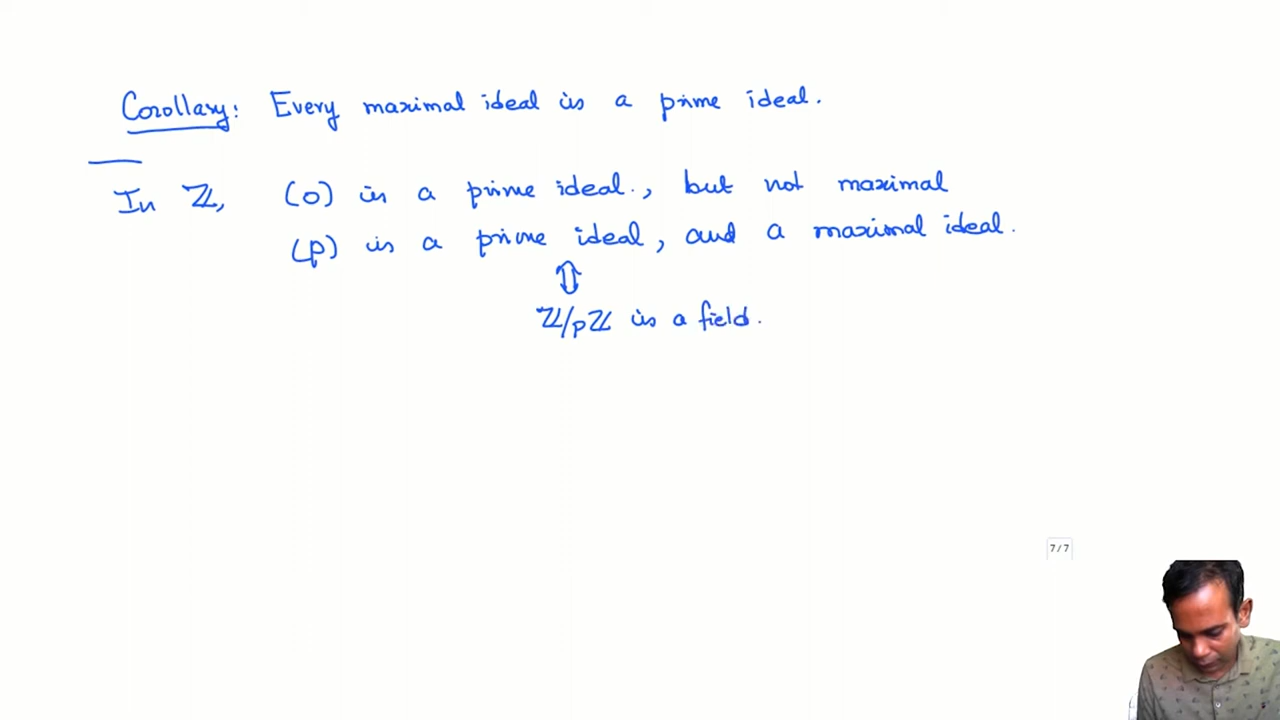 Corollary: Every maximal ideal is a prime ideal.
In ℤ, (0) is a prime ideal., but not maximal
(p) is a prime ideal, and a maximal ideal.
⇕
ℤ/pℤ is a field.
7/7